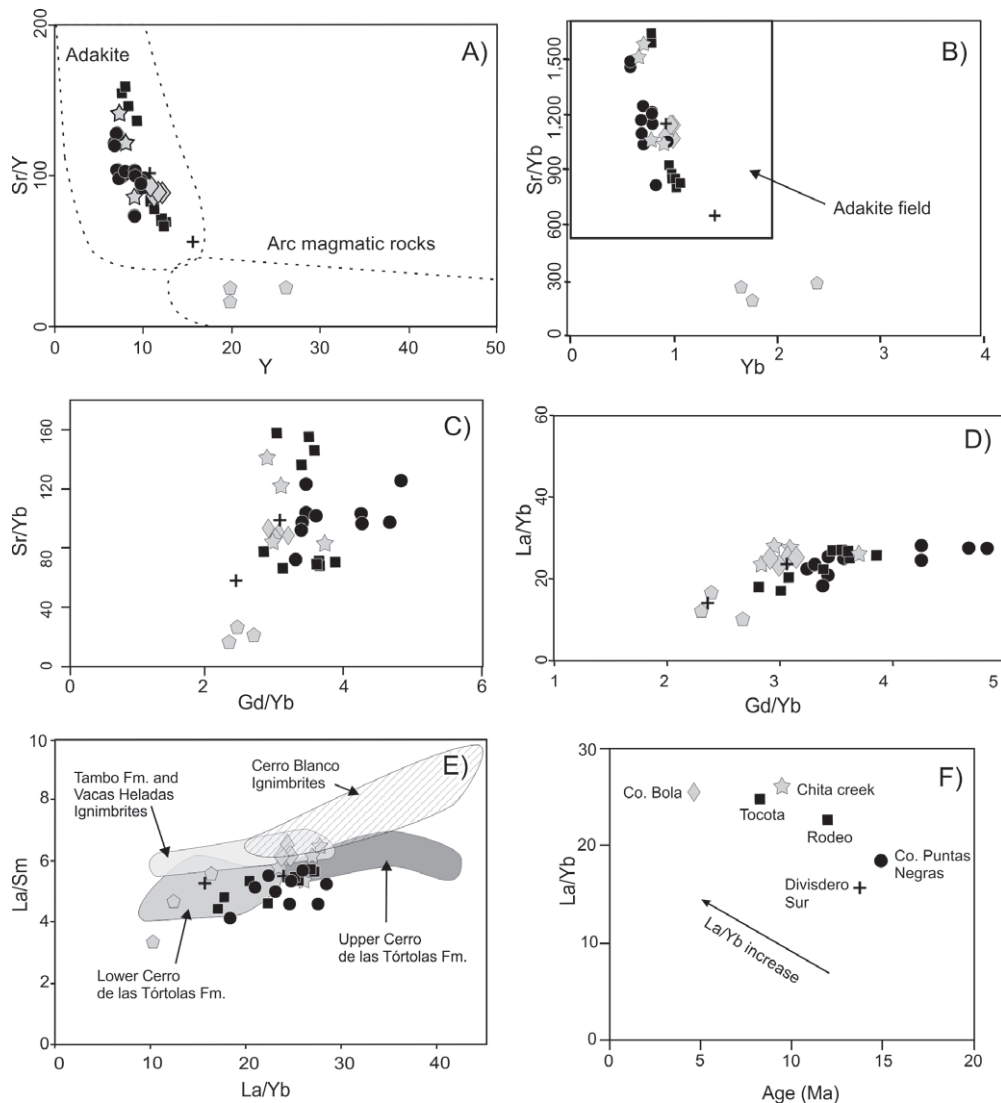 A)
Adakite
Arc magmatic rocks
Sr/Y
200
100
0
0 10 20 30 40 50
Y
B)
Adakite field
Sr/Yb
1,500
1,200
900
600
300
0
0 1 2 3 4
Yb
C)
Sr/Yb
160
120
80
40
0
0 2 4 6
Gd/Yb
D)
La/Yb
60
40
20
0
1 2 3 4 5
Gd/Yb
E)
Tambo Fm. and
Vacas Heladas
Ignimbrites
Cerro Blanco
Ignimbrites
Upper Cerro
de las Tórtolas Fm.
Lower Cerro
de las Tórtolas Fm.
La/Sm
10
8
6
4
2
0
0 10 20 30 40
La/Yb
F)
Co. Bola
Chita creek
Tocota
Rodeo
Co. Puntas
Negras
Divisdero
Sur
La/Yb increase
La/Yb
30
20
10
0
0 5 10 15 20
Age (Ma)